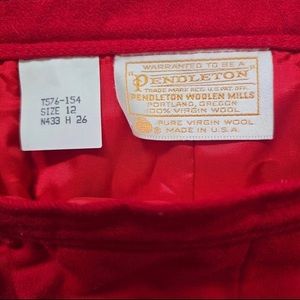 T576-154
SIZE 12
N433 H 26
WARRANTED TO BE A
"PENDLETON"
TRADE MARK REG. U.S. PAT. OFF.
PENDLETON WOOLEN MILLS
PORTLAND, OREGON
100% VIRGIN WOOL
PURE VIRGIN WOOL
MADE IN U.S.A.